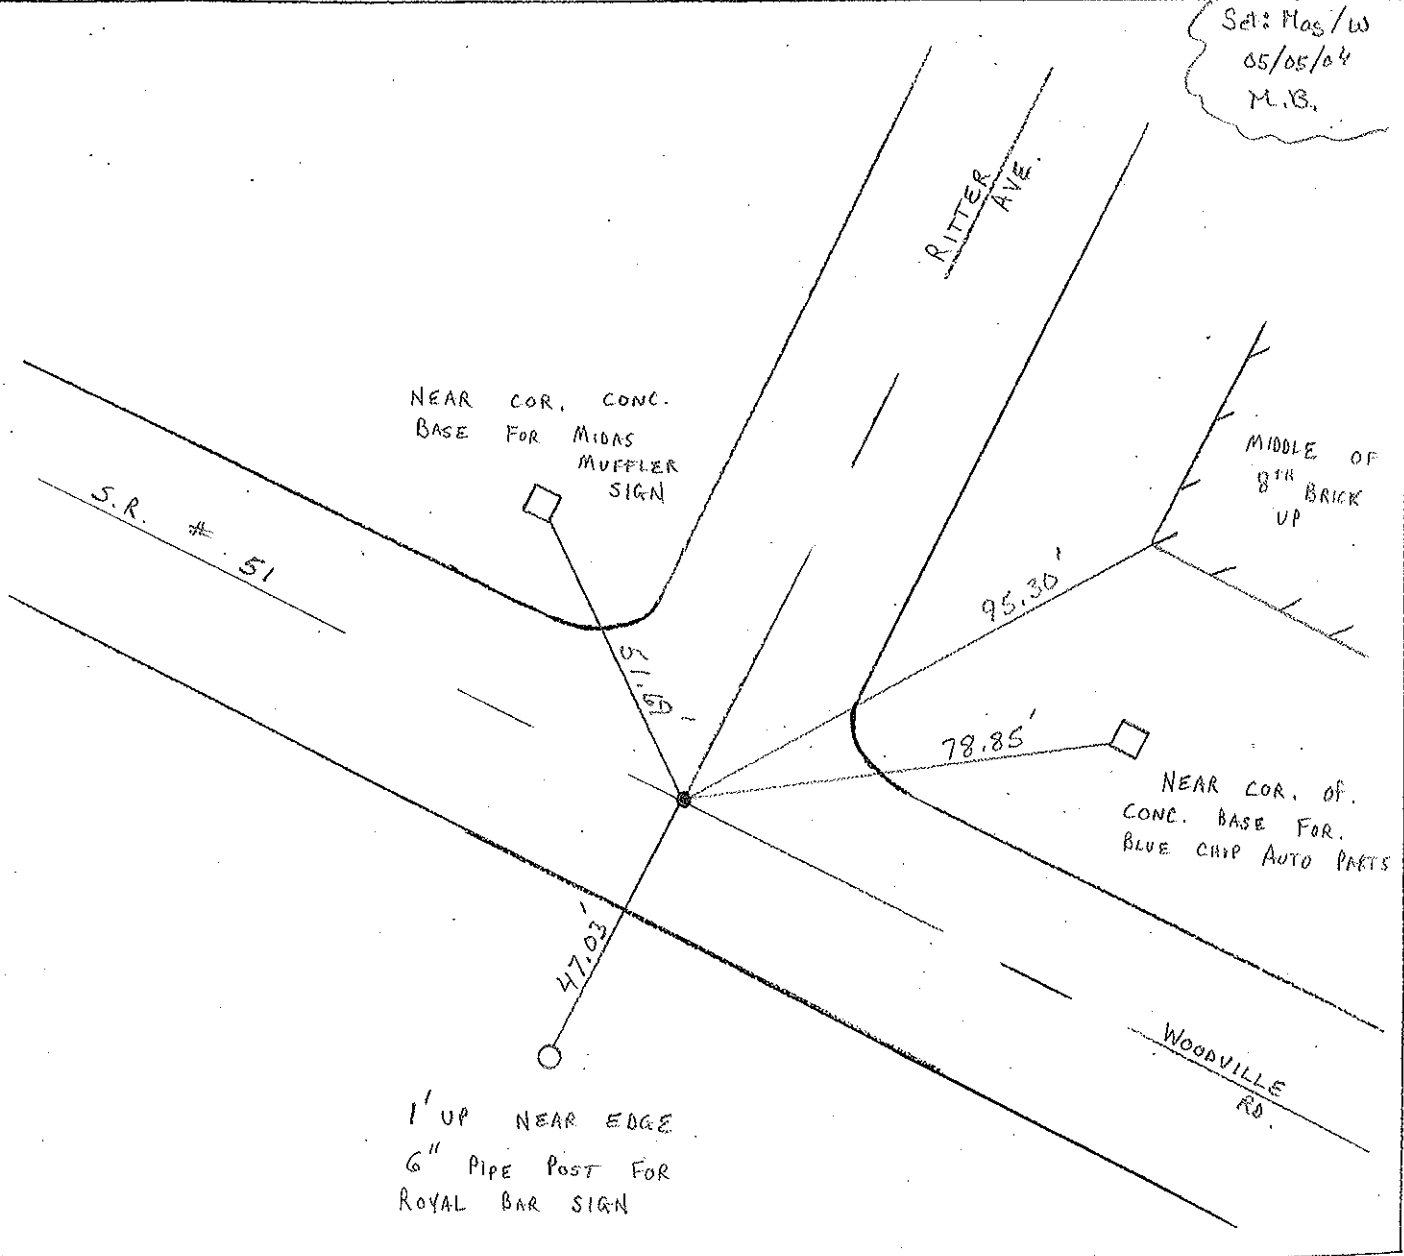 Set: Mag/W
05/05/04
M.B.
RITTER
AVE.
NEAR COR. CONC.
BASE FOR MIDAS
MUFFLER
SIGN
S.R. # 51
MIDDLE OF
8TH BRICK
UP
95.30'
78.85'
NEAR COR. OF.
CONC. BASE FOR.
BLUE CHIP AUTO PARTS
47.03'
WOODVILLE
RD.
1' UP NEAR EDGE
6" PIPE POST FOR
ROYAL BAR SIGN